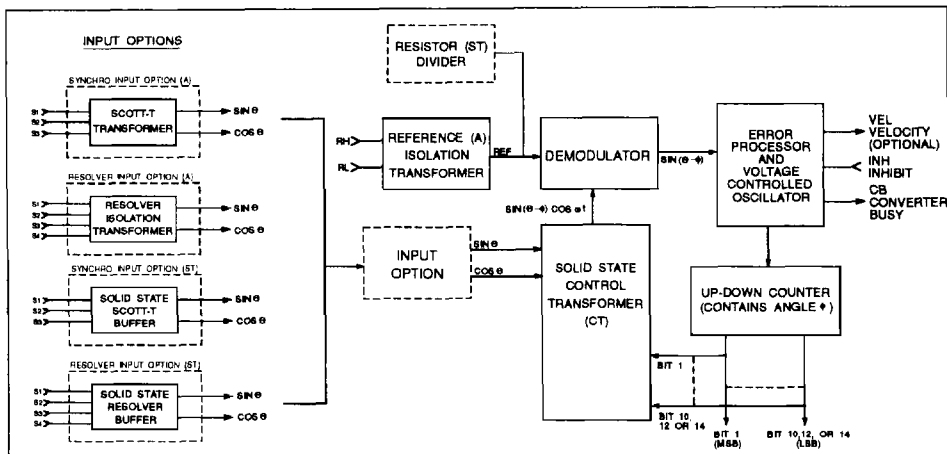 INPUT OPTIONS
SYNCHRO INPUT OPTION (A)
S1
S2
S3
SCOTT-T
TRANSFORMER
SIN θ
COS θ
RESOLVER INPUT OPTION (A)
S1
S2
S3
S4
RESOLVER
ISOLATION
TRANSFORMER
SIN θ
COS θ
SYNCHRO INPUT OPTION (ST)
S1
S2
S3
SOLID STATE
SCOTT-T
BUFFER
SIN θ
COS θ
RESOLVER INPUT OPTION (ST)
S1
S2
S3
S4
SOLID STATE
RESOLVER
BUFFER
SIN θ
COS θ
RESISTOR (ST)
DIVIDER
RH
RL
REFERENCE (A)
ISOLATION
TRANSFORMER
REF
DEMODULATOR
SIN(θ-ϕ)
ERROR
PROCESSOR
AND
VOLTAGE
CONTROLLED
OSCILLATOR
VEL
VELOCITY
(OPTIONAL)
INH
INHIBIT
CB
CONVERTER
BUSY
SIN(θ-ϕ) COS ωt
INPUT
OPTION
SIN θ
COS θ
SOLID STATE
CONTROL
TRANSFORMER
(CT)
UP-DOWN COUNTER
(CONTAINS ANGLE ϕ)
BIT 1
BIT 10,
12 OR 14
BIT 1
(MSB)
BIT 10,12, OR 14
(LSB)